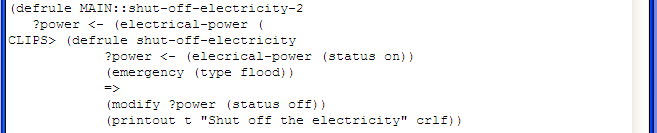 (defrule MAIN::shut-off-electricity-2
?power <- (electrical-power (
CLIPS> (defrule shut-off-electricity
?power <- (elecrical-power (status on))
(emergency (type flood))
=>
(modify ?power (status off))
(printout t "Shut off the electricity" crlf))